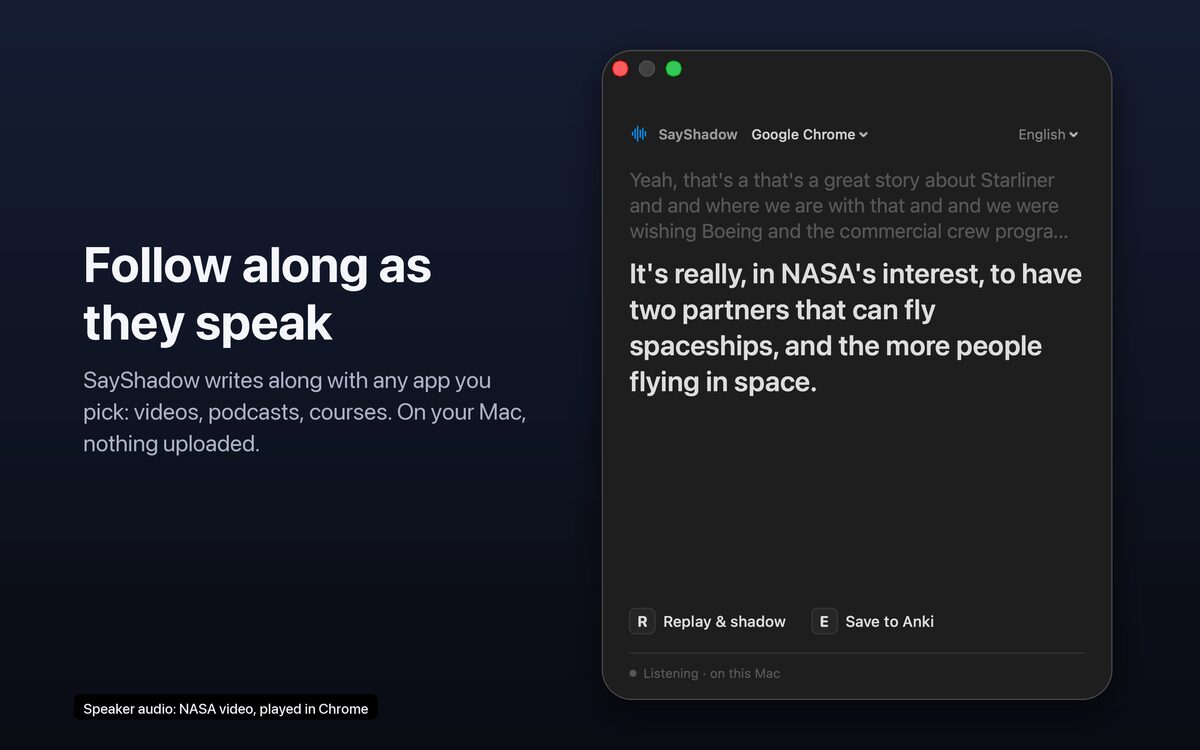 Follow along as
they speak
SayShadow writes along with any app you
pick: videos, podcasts, courses. On your Mac,
nothing uploaded.
Speaker audio: NASA video, played in Chrome
SayShadow Google Chrome English
Yeah, that's a that's a great story about Starliner
and and where we are with that and and we were
wishing Boeing and the commercial crew progra...
It's really, in NASA's interest, to have
two partners that can fly
spaceships, and the more people
flying in space.
R Replay & shadow E Save to Anki
Listening · on this Mac